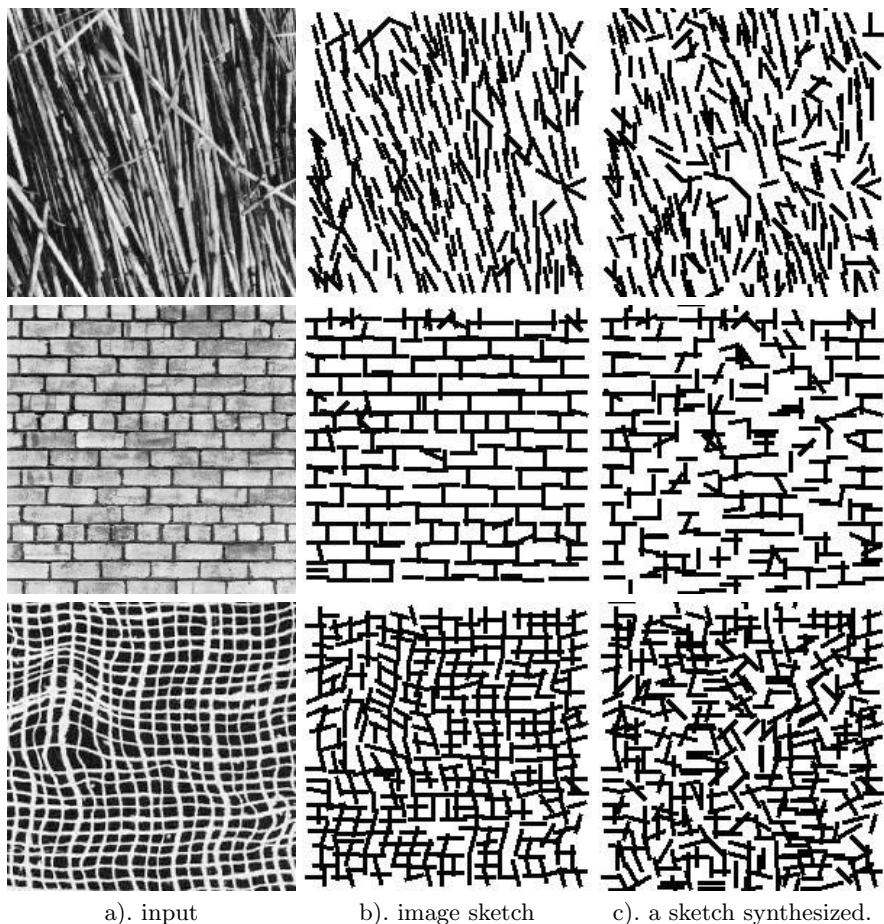 a). input b). image sketch c). a sketch synthesized.